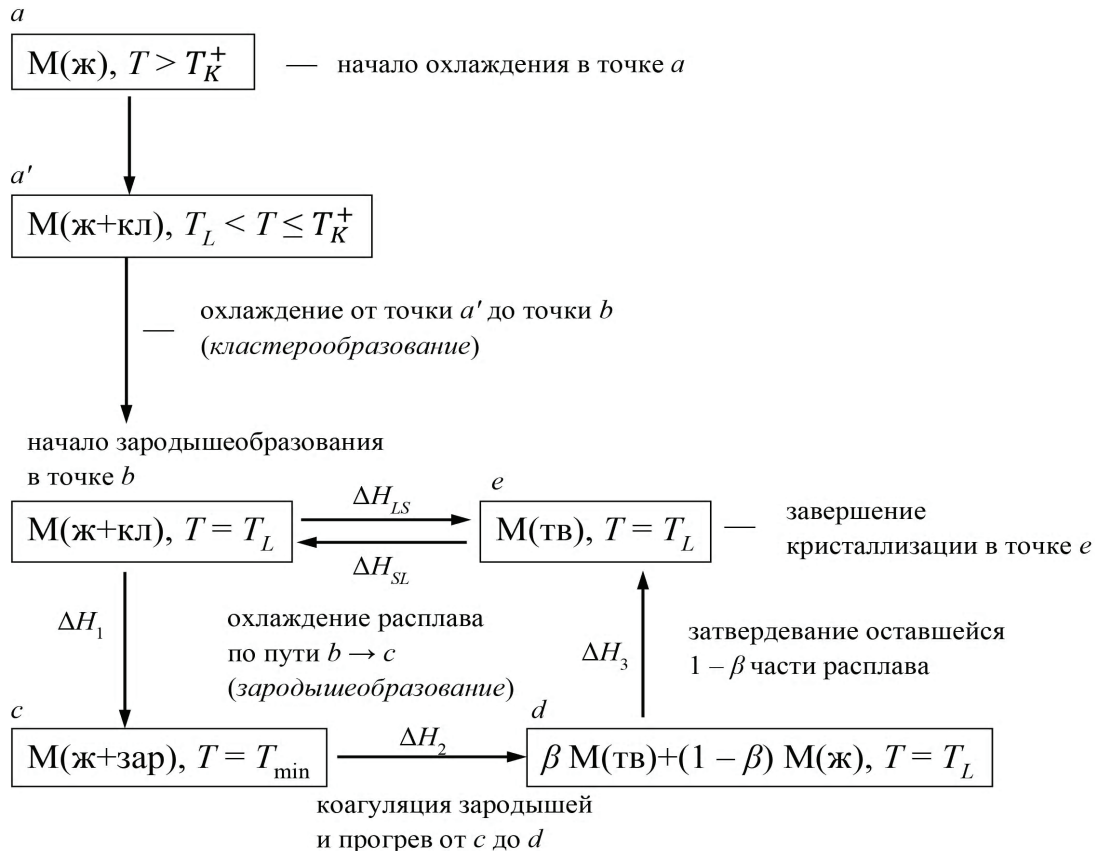 a
М(ж), T > T_K^+
— начало охлаждения в точке a
a′
М(ж+кл), T_L < T ≤ T_K^+
— охлаждение от точки a′ до точки b
(кластерообразование)
начало зародышеобразования
в точке b
М(ж+кл), T = T_L
ΔH_LS
ΔH_SL
e
М(тв), T = T_L
— завершение
кристаллизации в точке e
ΔH_1
охлаждение расплава
по пути b → c
(зародышеобразование)
ΔH_3
затвердевание оставшейся
1 – β части расплава
c
М(ж+зар), T = T_min
ΔH_2
d
β М(тв)+(1 – β) М(ж), T = T_L
коагуляция зародышей
и прогрев от c до d